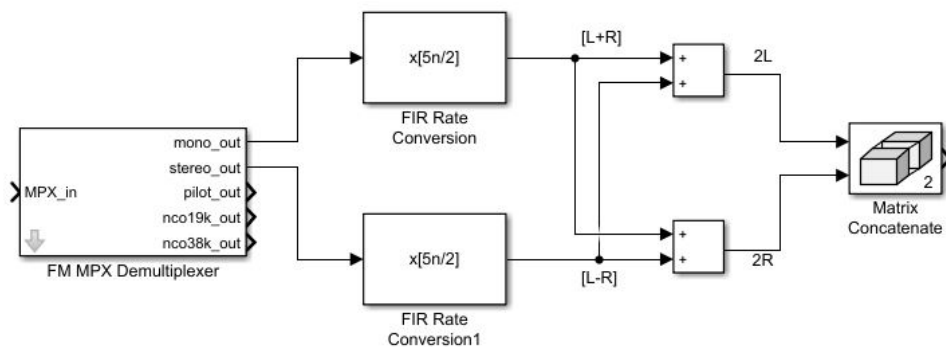 x[5n/2]
FIR Rate
Conversion
[L+R]
+
+
2L
mono_out
stereo_out
pilot_out
nco19k_out
nco38k_out
MPX_in
FM MPX Demultiplexer
x[5n/2]
FIR Rate
Conversion1
[L-R]
+
+
2R
2
Matrix
Concatenate